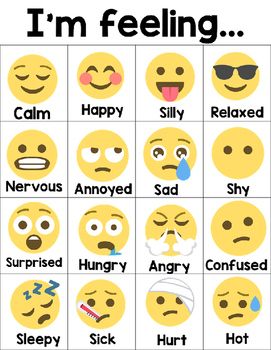 I'm feeling...
Calm Happy Silly Relaxed
Nervous Annoyed Sad Shy
Surprised Hungry Angry Confused
Sleepy Sick Hurt Hot